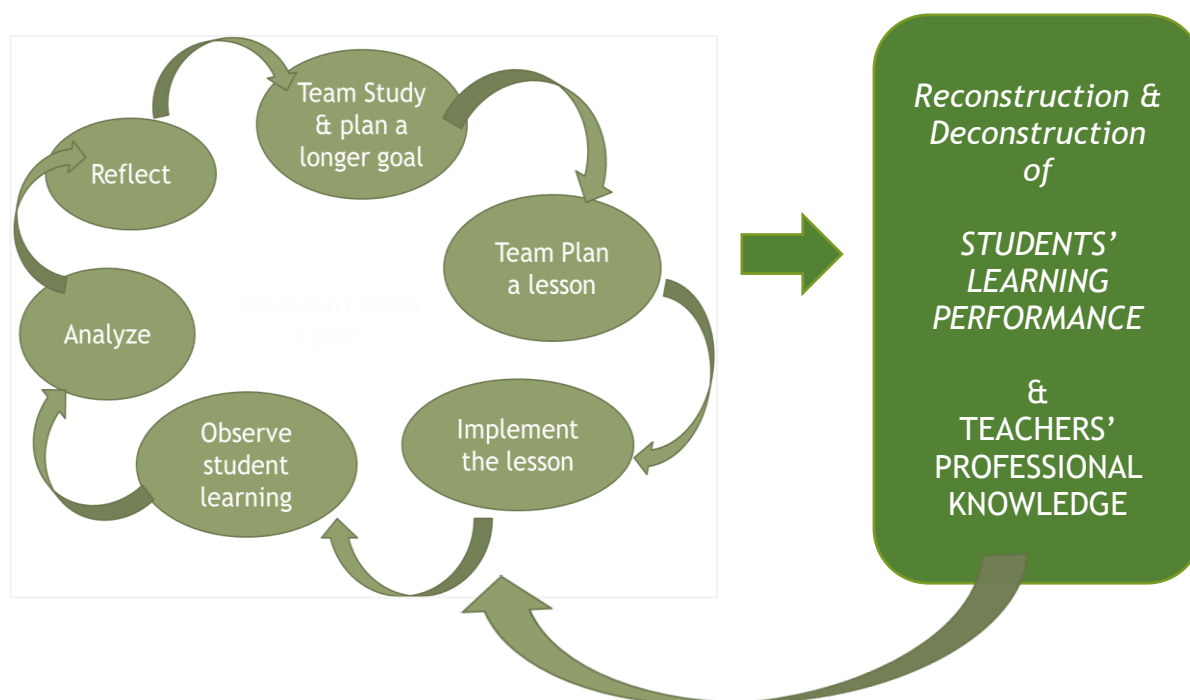 Team Study
& plan a
longer goal
Team Plan
a lesson
Implement
the lesson
Observe
student
learning
Analyze
Reflect
Reconstruction &
Deconstruction
of
STUDENTS’
LEARNING
PERFORMANCE
&
TEACHERS’
PROFESSIONAL
KNOWLEDGE